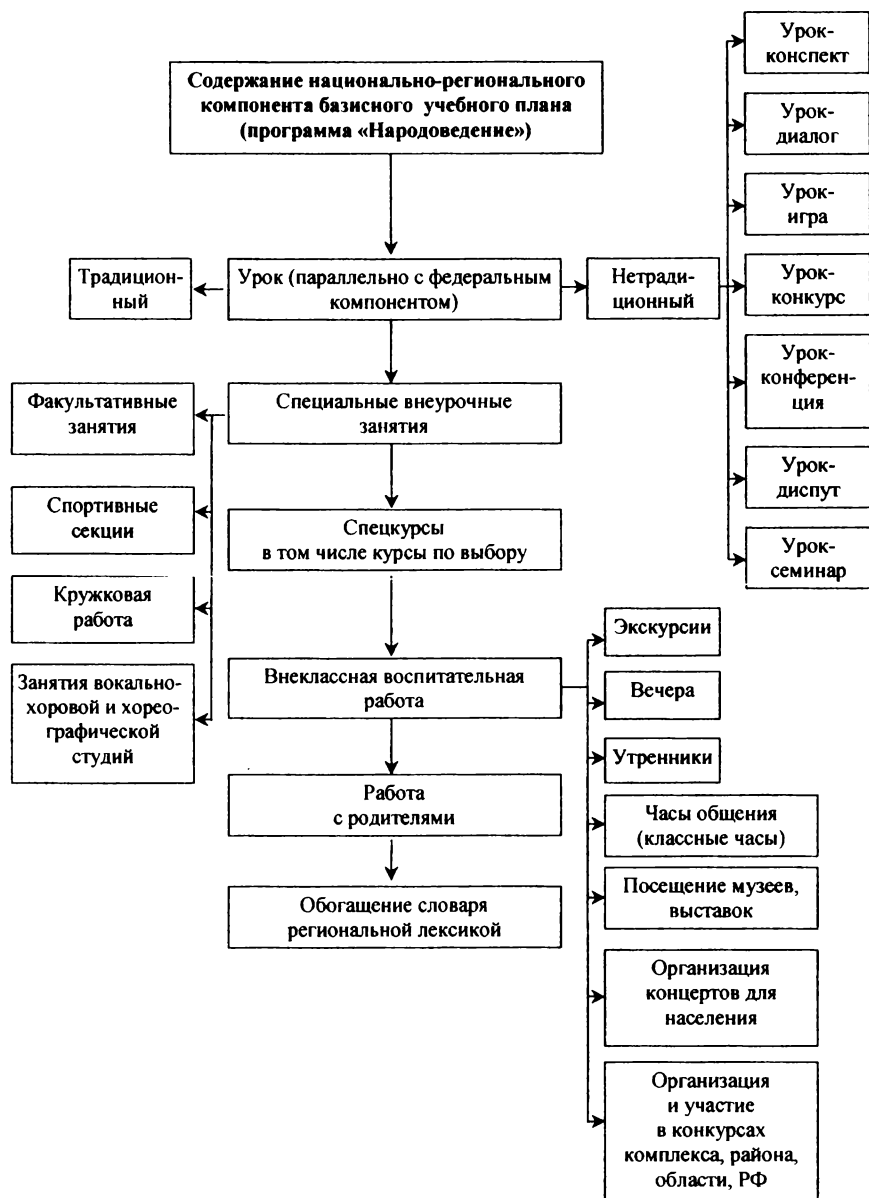 Содержание национально-регионального
компонента базисного учебного плана
(программа «Народоведение»)
Традицион-
ный
Урок (параллельно с федеральным
компонентом)
Нетради-
ционный
Урок-
конспект
Урок-
диалог
Урок-
игра
Урок-
конкурс
Урок-
конферен-
ция
Урок-
диспут
Урок-
семинар
Специальные внеурочные
занятия
Факультативные
занятия
Спортивные
секции
Кружковая
работа
Занятия вокально-
хоровой и хорео-
графической
студий
Спецкурсы
в том числе курсы по выбору
Внеклассная воспитательная
работа
Экскурсии
Вечера
Утренники
Часы общения
(классные часы)
Посещение музеев,
выставок
Организация
концертов для
населения
Организация
и участие
в конкурсах
комплекса, района,
области, РФ
Работа
с родителями
Обогащение словаря
региональной лексикой